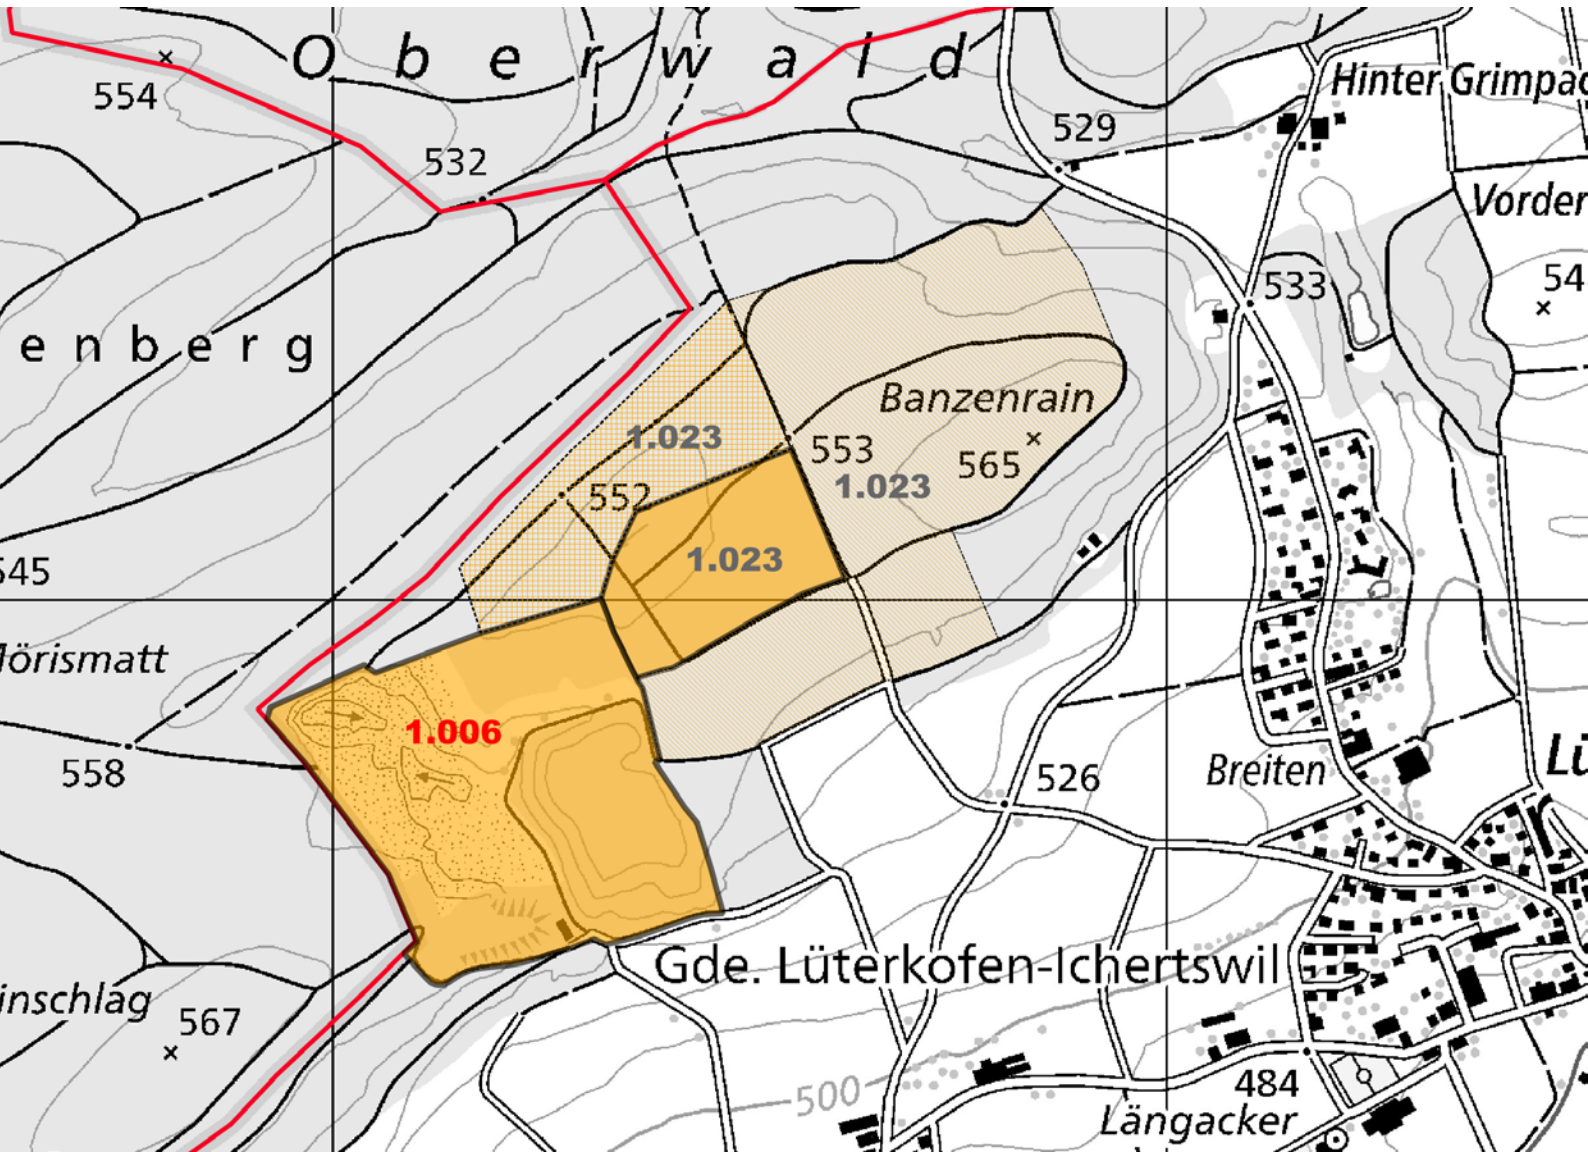 Oberwald
Hinter Grimpac
554
529
532
Vorder
533
54
enberg
Banzenrain
1.023
553
565
552
1.023
1.023
545
Mörismatt
1.006
558
526
Breiten
Lü
Gde. Lüterkofen-Ichertswil
inschlag
567
484
500
Längacker